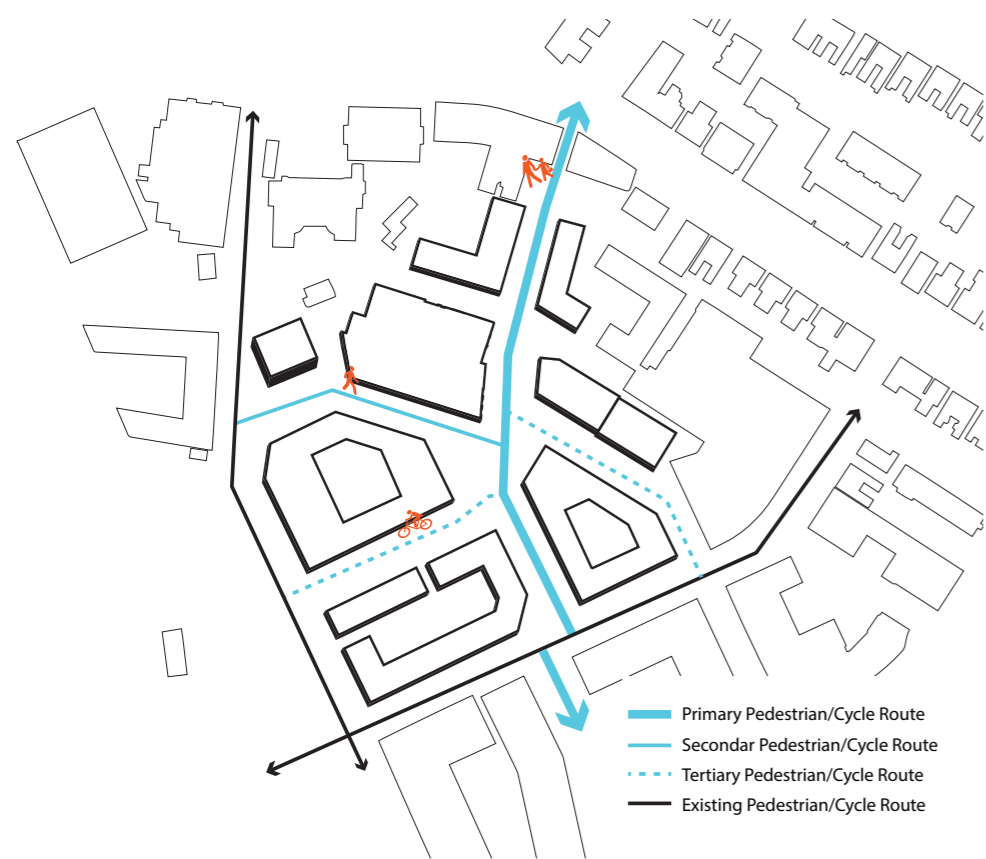 Primary Pedestrian/Cycle Route
Secondar Pedestrian/Cycle Route
Tertiary Pedestrian/Cycle Route
Existing Pedestrian/Cycle Route